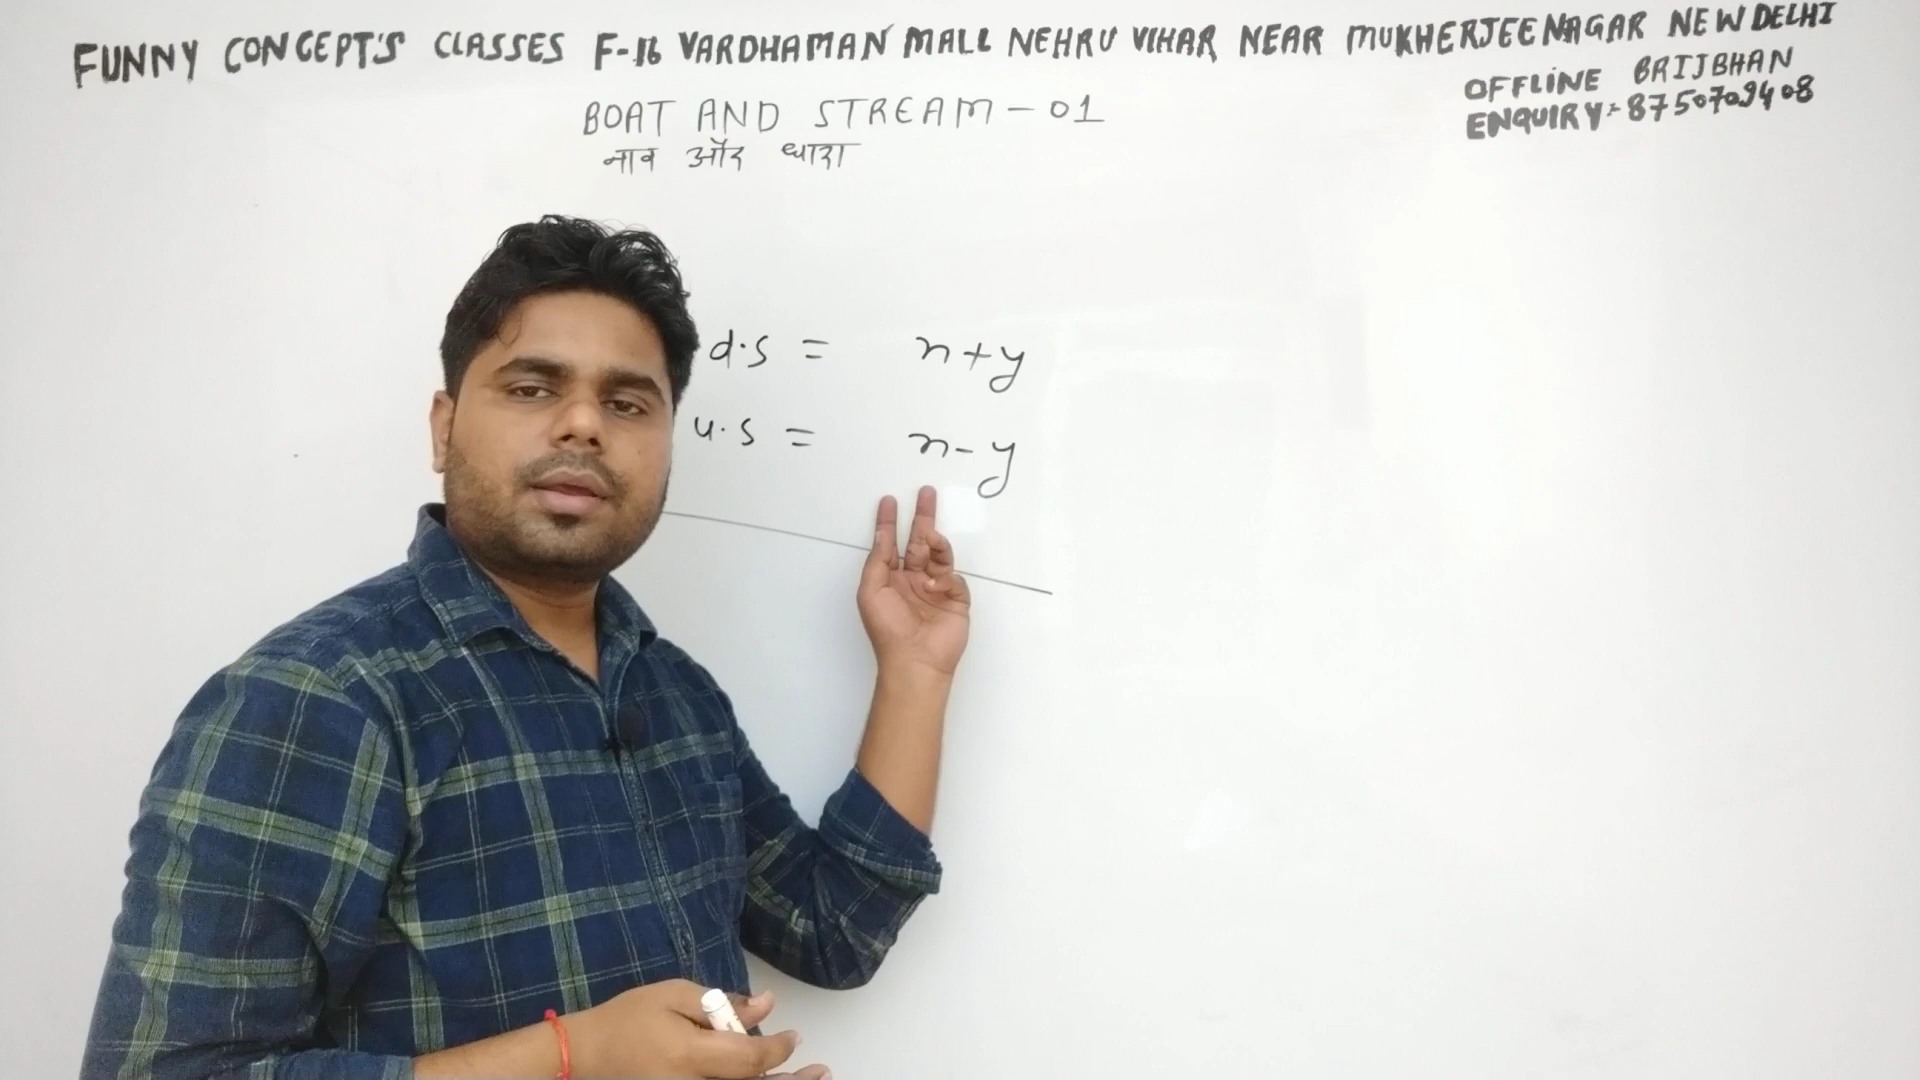 FUNNY CONCEPT'S CLASSES F-16 VARDHAMAN MALL NEHRU VIHAR NEAR MUKHERJEE NAGAR NEW DELHI
OFFLINE BRIJBHAN
ENQUIRY:- 8750709408
BOAT AND STREAM - 01
नाव और धारा
d.s = x+y
u.s = x-y